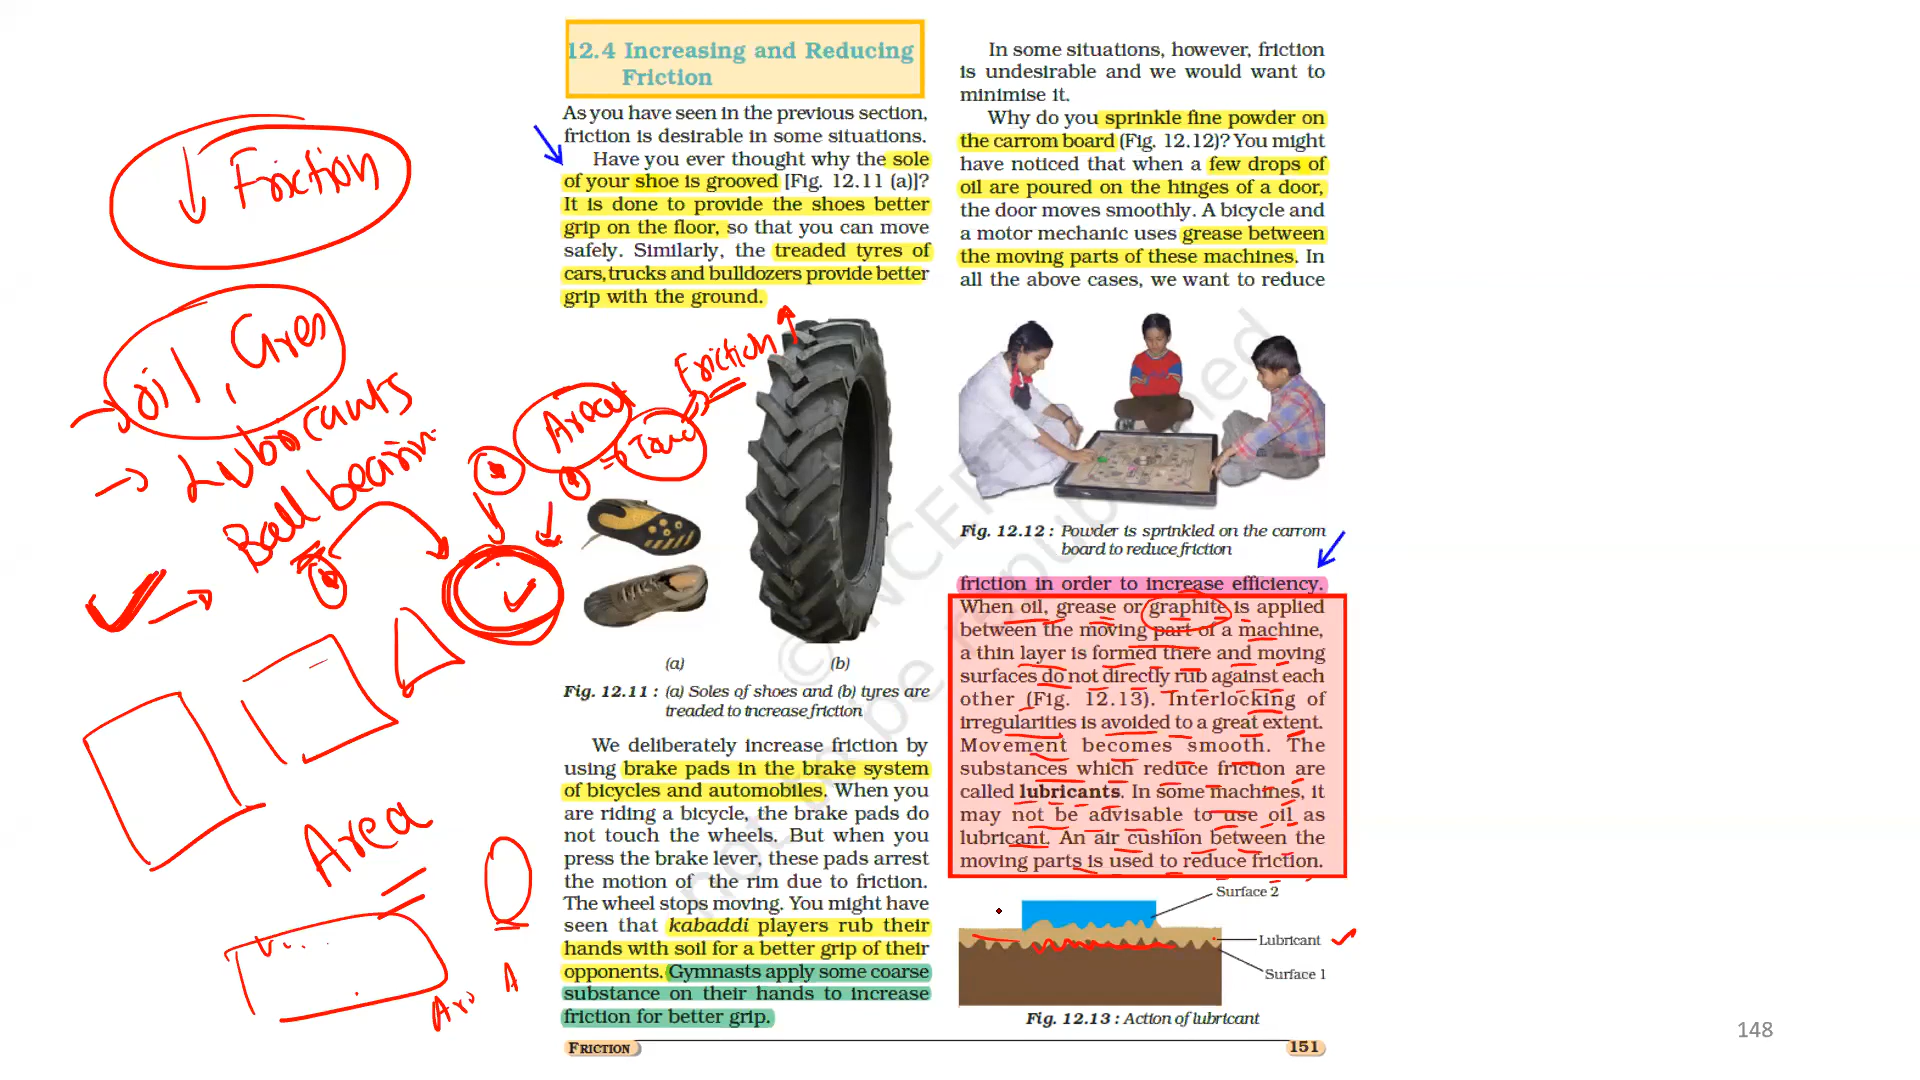 ↓ Friction
oil, Gres
→ Lubricants
→ Ball bearin
Area
Friction ↑
Area
A
12.4 Increasing and Reducing
Friction
As you have seen in the previous section,
friction is desirable in some situations.
Have you ever thought why the sole
of your shoe is grooved [Fig. 12.11 (a)]?
It is done to provide the shoes better
grip on the floor, so that you can move
safely. Similarly, the treaded tyres of
cars,trucks and bulldozers provide better
grip with the ground.
(a) (b)
Fig. 12.11 : (a) Soles of shoes and (b) tyres are
treaded to increase friction
We deliberately increase friction by
using brake pads in the brake system
of bicycles and automobiles. When you
are riding a bicycle, the brake pads do
not touch the wheels. But when you
press the brake lever, these pads arrest
the motion of the rim due to friction.
The wheel stops moving. You might have
seen that kabaddi players rub their
hands with soil for a better grip of their
opponents. Gymnasts apply some coarse
substance on their hands to increase
friction for better grip.
In some situations, however, friction
is undesirable and we would want to
minimise it.
Why do you sprinkle fine powder on
the carrom board (Fig. 12.12)? You might
have noticed that when a few drops of
oil are poured on the hinges of a door,
the door moves smoothly. A bicycle and
a motor mechanic uses grease between
the moving parts of these machines. In
all the above cases, we want to reduce
Fig. 12.12 : Powder is sprinkled on the carrom
board to reduce friction
friction in order to increase efficiency.
When oil, grease or graphite is applied
between the moving part of a machine,
a thin layer is formed there and moving
surfaces do not directly rub against each
other (Fig. 12.13). Interlocking of
irregularities is avoided to a great extent.
Movement becomes smooth. The
substances which reduce friction are
called lubricants. In some machines, it
may not be advisable to use oil as
lubricant. An air cushion between the
moving parts is used to reduce friction.
Surface 2
Lubricant
Surface 1
Fig. 12.13 : Action of lubricant
FRICTION 151
148
© NCERT
not to be republished